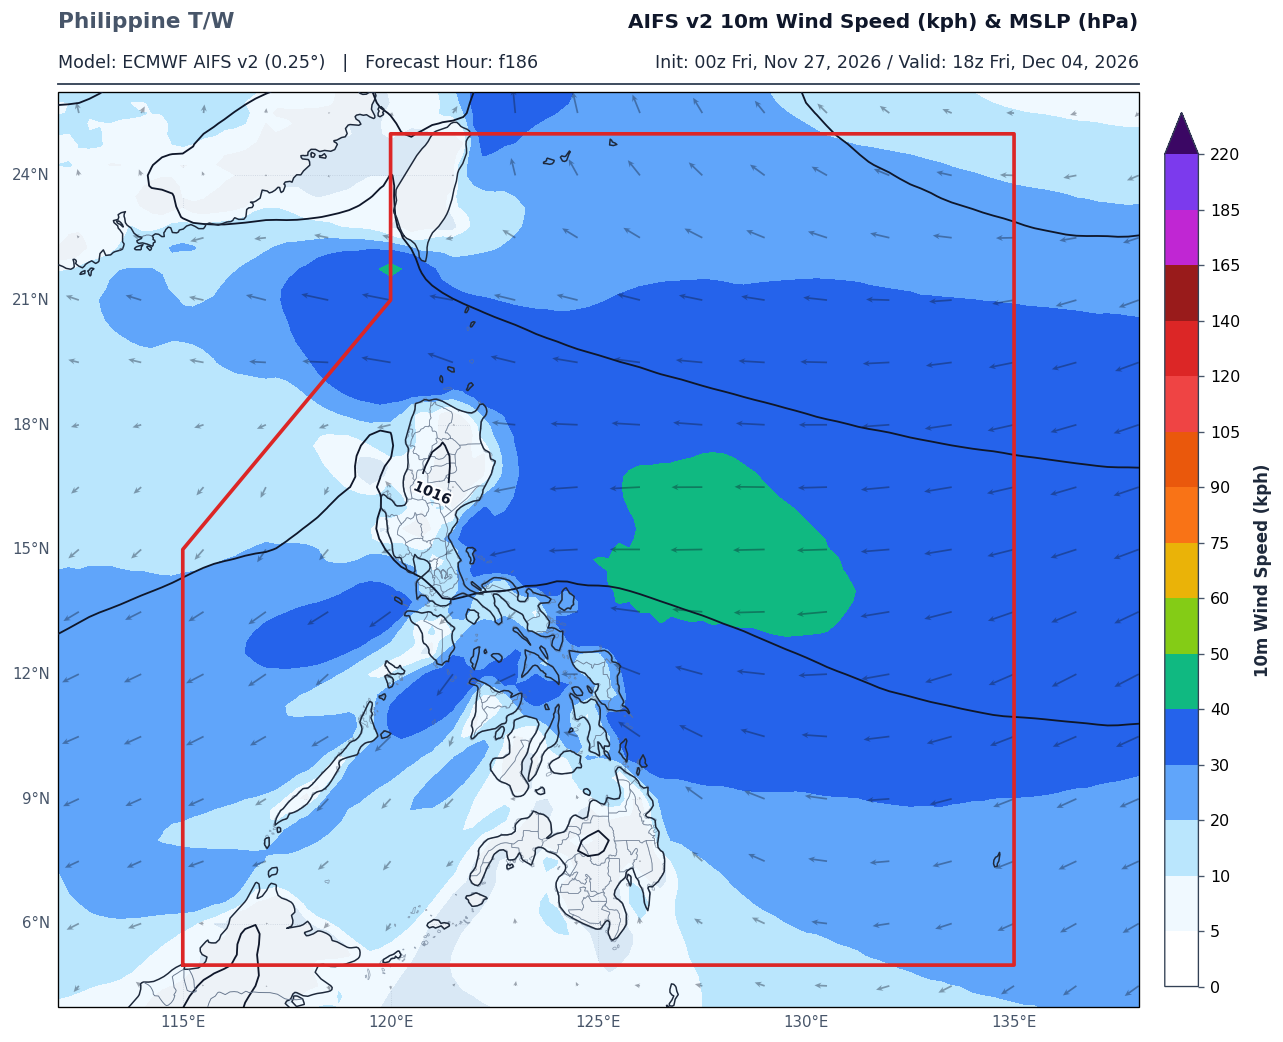 Philippine T/W
AIFS v2 10m Wind Speed (kph) & MSLP (hPa)
Model: ECMWF AIFS v2 (0.25°) | Forecast Hour: f186
Init: 00z Fri, Nov 27, 2026 / Valid: 18z Fri, Dec 04, 2026
24°N
21°N
18°N
15°N
12°N
9°N
6°N
115°E
120°E
125°E
130°E
135°E
1016
220
185
165
140
120
105
90
75
60
50
40
30
20
10
5
0
10m Wind Speed (kph)